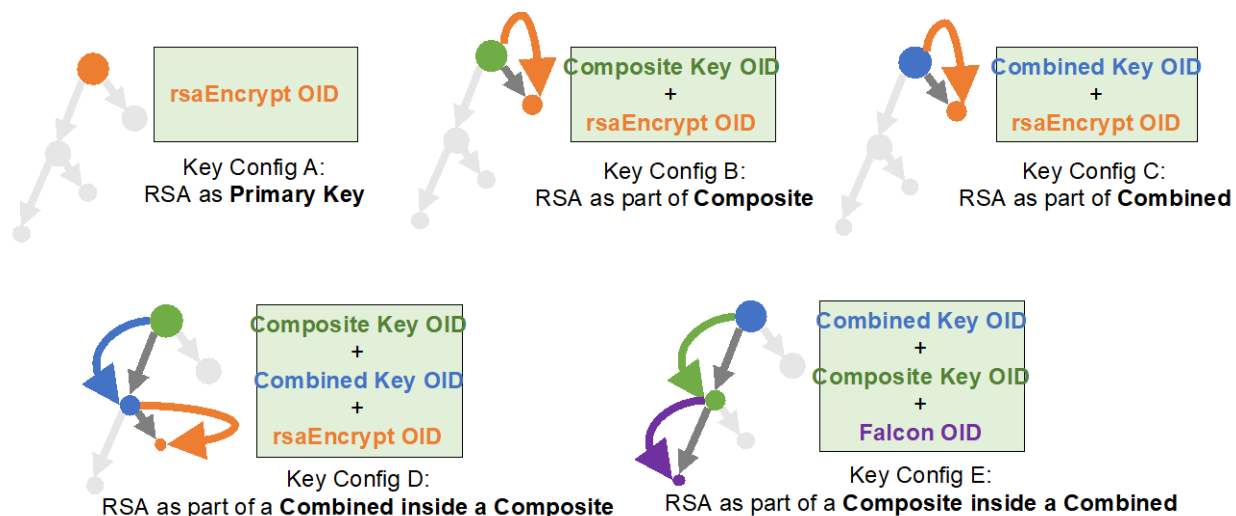 rsaEncrypt OID
Key Config A:
RSA as Primary Key
Composite Key OID
+
rsaEncrypt OID
Key Config B:
RSA as part of Composite
Combined Key OID
+
rsaEncrypt OID
Key Config C:
RSA as part of Combined
Composite Key OID
+
Combined Key OID
+
rsaEncrypt OID
Key Config D:
RSA as part of a Combined inside a Composite
Combined Key OID
+
Composite Key OID
+
Falcon OID
Key Config E:
RSA as part of a Composite inside a Combined